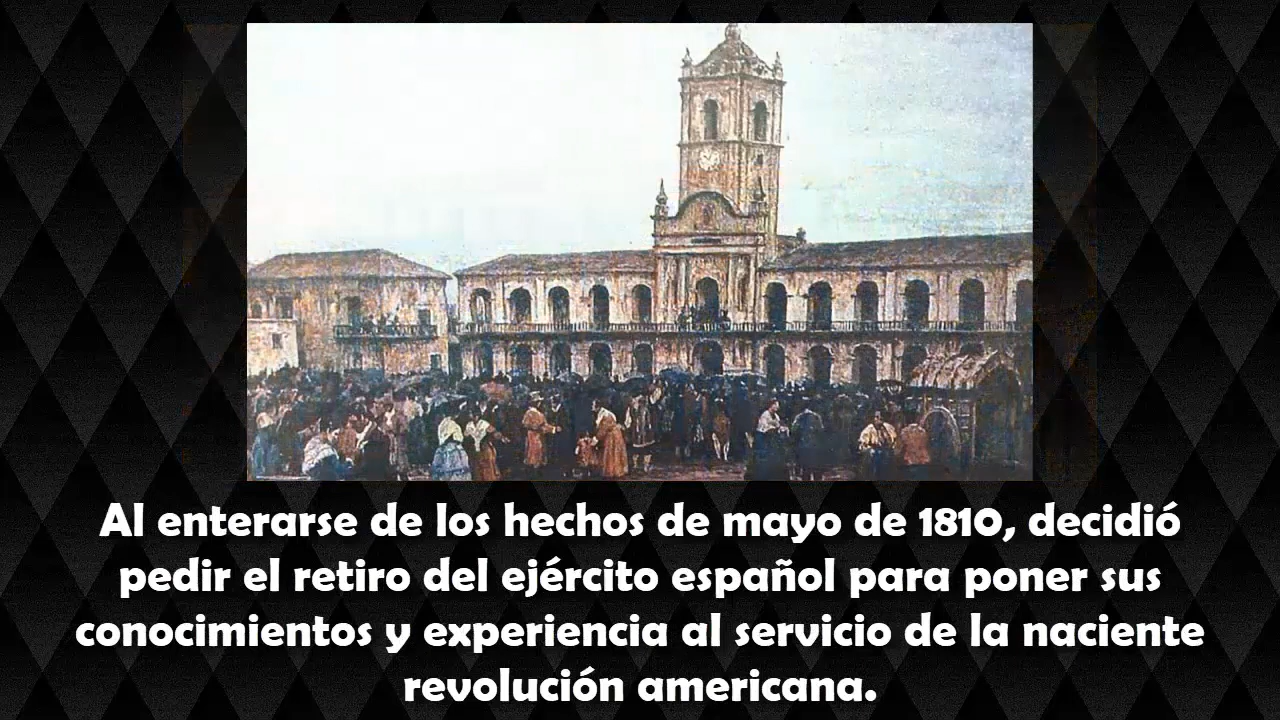 Al enterarse de los hechos de mayo de 1810, decidió
pedir el retiro del ejército español para poner sus
conocimientos y experiencia al servicio de la naciente
revolución americana.